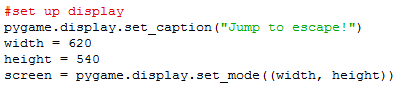 #set up display
pygame.display.set_caption("Jump to escape!")
width = 620
height = 540
screen = pygame.display.set_mode((width, height))